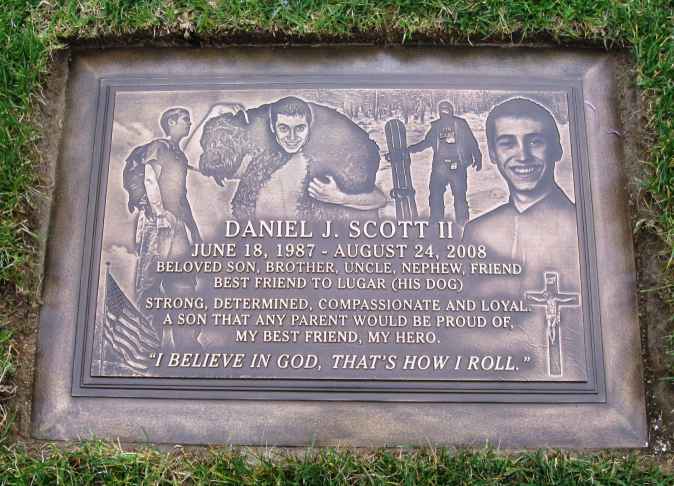 DANIEL J. SCOTT II
JUNE 18, 1987 - AUGUST 24, 2008
BELOVED SON, BROTHER, UNCLE, NEPHEW, FRIEND
BEST FRIEND TO LUGAR (HIS DOG)
STRONG, DETERMINED, COMPASSIONATE AND LOYAL.
A SON THAT ANY PARENT WOULD BE PROUD OF,
MY BEST FRIEND, MY HERO.
"I BELIEVE IN GOD, THAT'S HOW I ROLL."